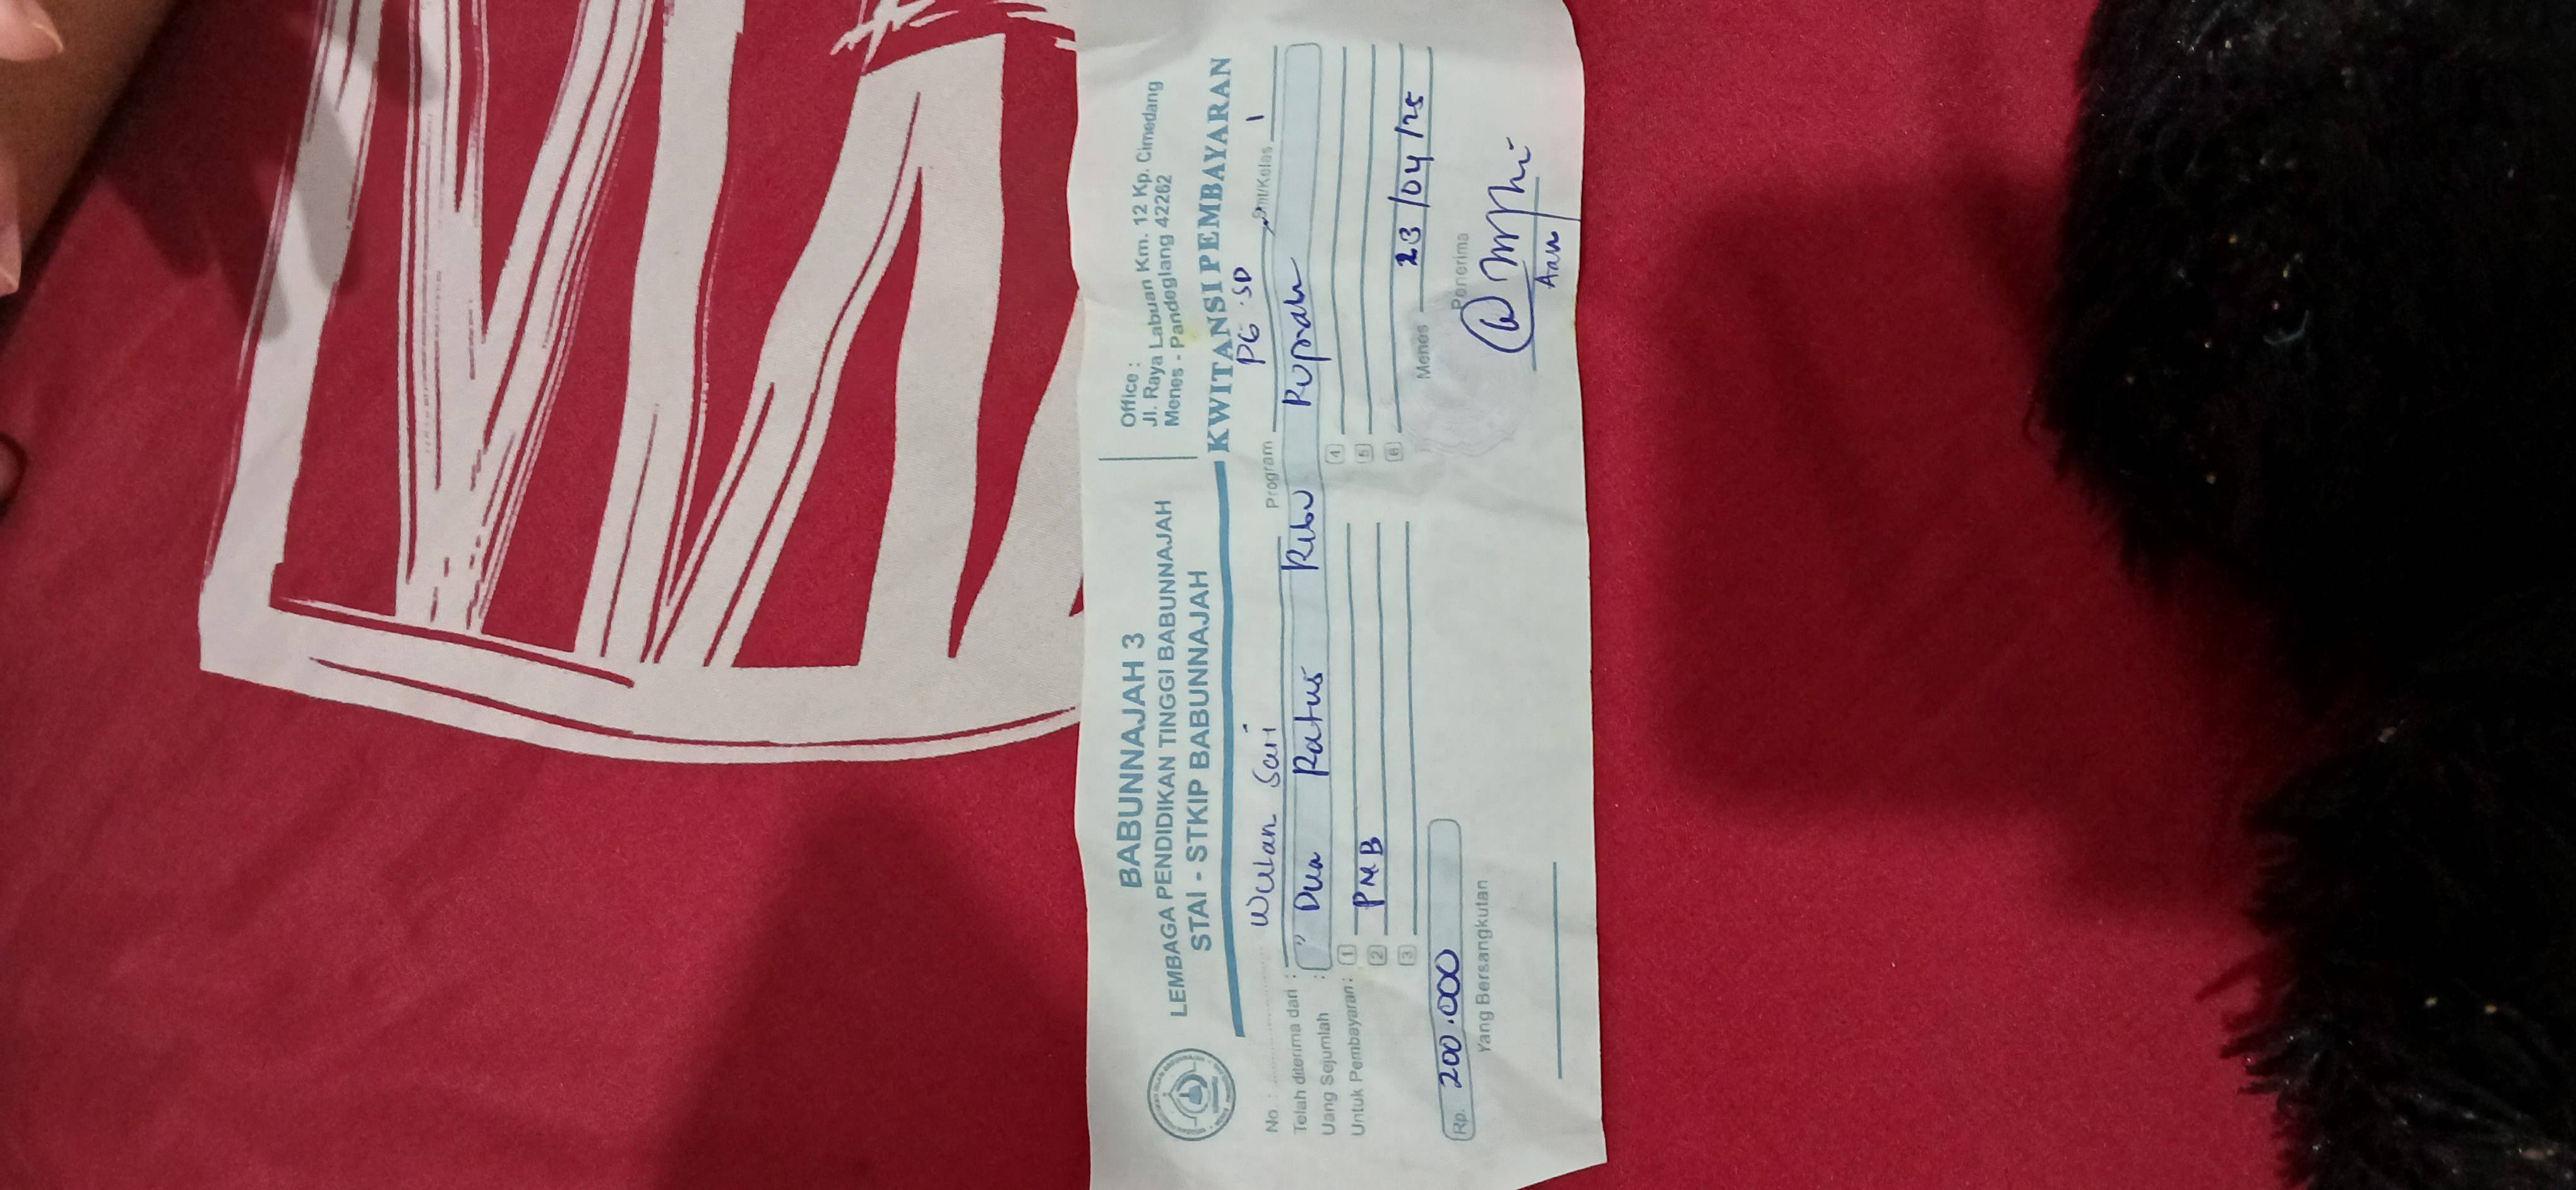 BABUNNAJAH 3
LEMBAGA PENDIDIKAN TINGGI BABUNNAJAH
STAI - STKIP BABUNNAJAH
Office :
Jl. Raya Labuan Km. 12 Kp. Cimedang
Menes - Pandeglang 42262
KWITANSI PEMBAYARAN
No. :
Telah diterima dari : Wulan Sari Program PG.SD Smt/Kelas 1
Uang Sejumlah : " Dua Ratus Ribu Rupiah
Untuk Pembayaran : 1 4
2 PMB 5
3 6
Rp. 200.000
Menes 23/04/25
Yang Bersangkutan
Penerima
Aan